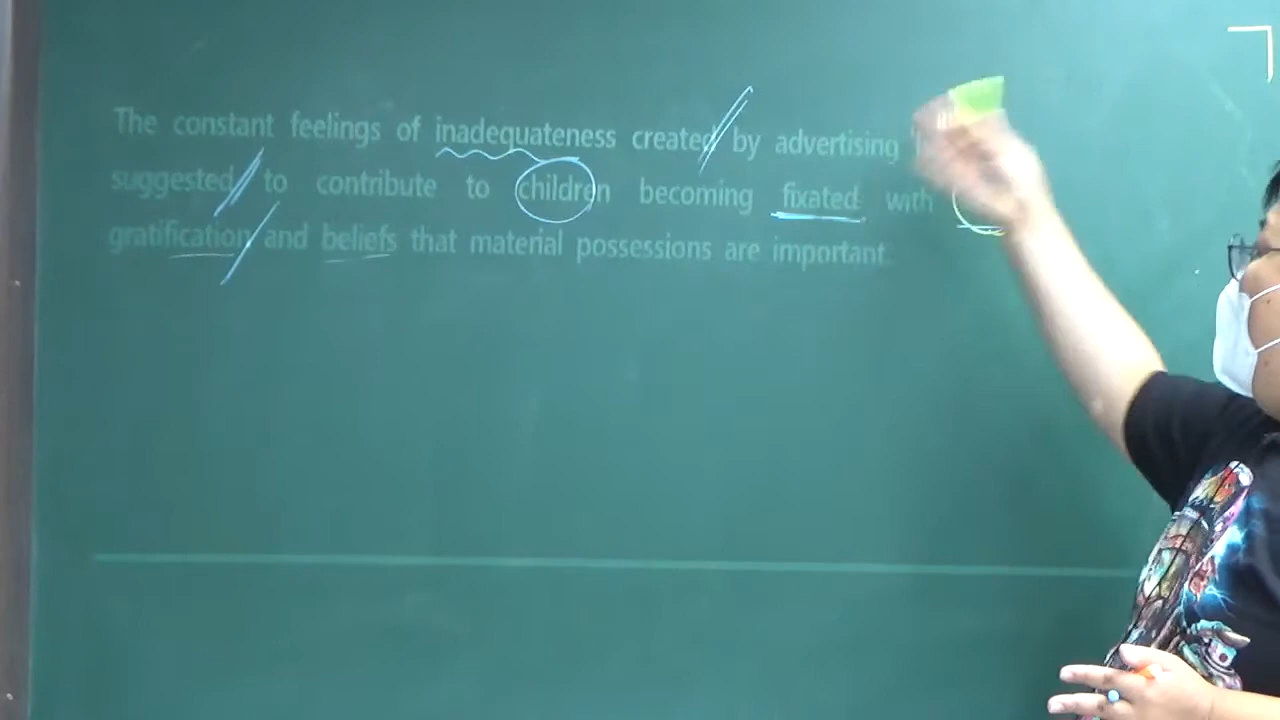 The constant feelings of inadequateness created by advertising
suggested to contribute to children becoming fixated with
gratification and beliefs that material possessions are important.